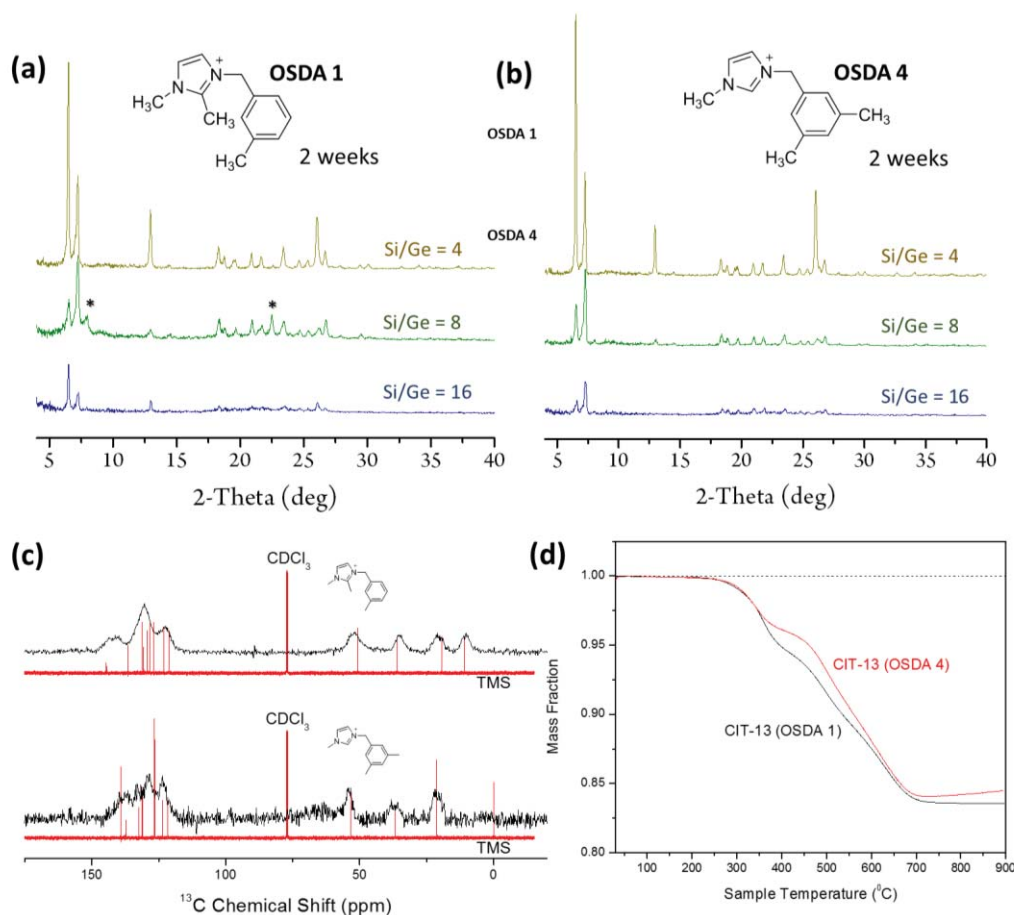 (a)
OSDA 1
N
N
+
H₃C
CH₃
CH₃
2 weeks
Si/Ge = 4
*
*
Si/Ge = 8
Si/Ge = 16
5 10 15 20 25 30 35 40
2-Theta (deg)
(b)
OSDA 4
N
N
+
H₃C
CH₃
H₃C
OSDA 1
2 weeks
OSDA 4
Si/Ge = 4
Si/Ge = 8
Si/Ge = 16
5 10 15 20 25 30 35 40
2-Theta (deg)
(c)
CDCl₃
TMS
CDCl₃
TMS
150 100 50 0
¹³C Chemical Shift (ppm)
(d)
1.00
0.95
0.90
0.85
0.80
Mass Fraction
CIT-13 (OSDA 4)
CIT-13 (OSDA 1)
100 200 300 400 500 600 700 800 900
Sample Temperature (⁰C)